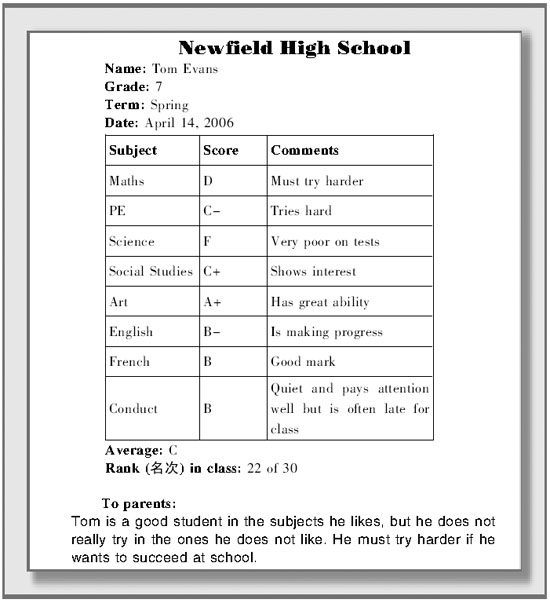 Newfield High School
Name: Tom Evans
Grade: 7
Term: Spring
Date: April 14, 2006
Subject Score Comments
Maths D Must try harder
PE C− Tries hard
Science F Very poor on tests
Social Studies C+ Shows interest
Art A+ Has great ability
English B− Is making progress
French B Good mark
Quiet and pays attention
Conduct B well but is often late for
class
Average: C
Rank (名次) in class: 22 of 30
To parents:
Tom is a good student in the subjects he likes, but he does not
really try in the ones he does not like. He must try harder if he
wants to succeed at school.